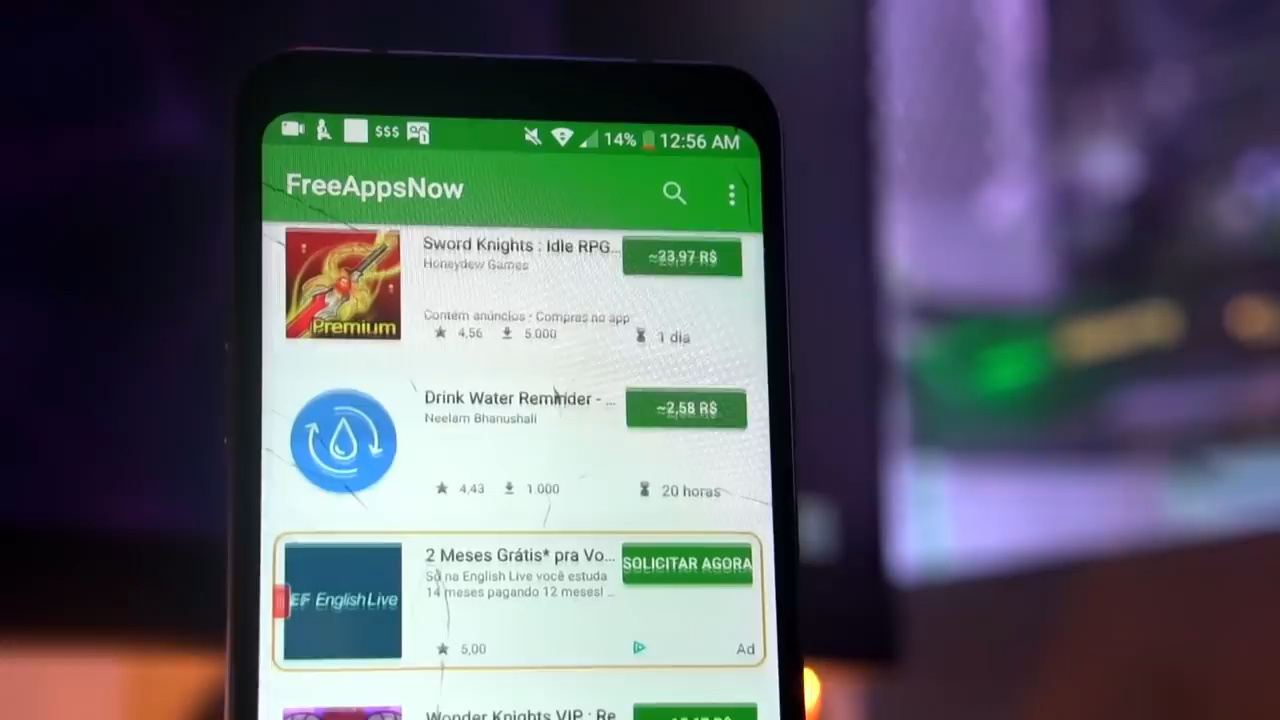 $$$ 14% 12:56 AM
FreeAppsNow
Sword Knights : Idle RPG...
~23,97 R$
Honeydew Games
Premium
Contém anúncios · Compras no app
4,56 5.000 1 dia
Drink Water Reminder - ...
~2,58 R$
Neelam Bhanushali
4,43 1.000 20 horas
2 Meses Grátis* pra Vo...
SOLICITAR AGORA
Só na English Live você estuda
14 meses pagando 12 meses! ...
EF English Live
5,00 Ad
Wonder Knights VIP : Re